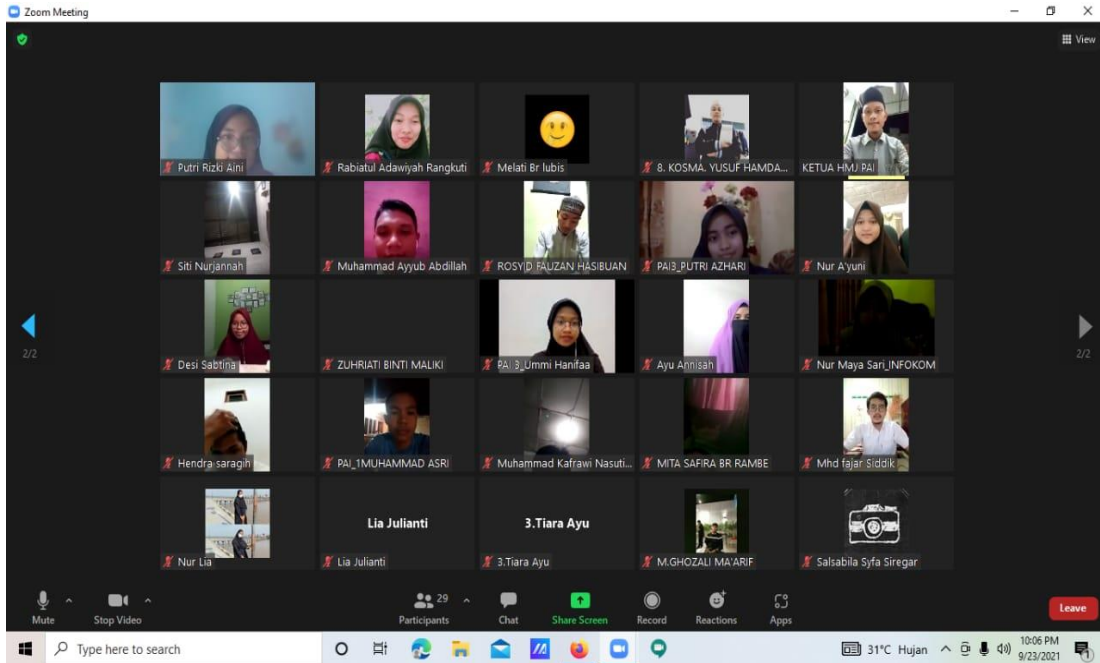 Zoom Meeting
View
Putri Rizki Aini
Rabiatul Adawiyah Rangkuti
Melati Br lubis
8. KOSMA. YUSUF HAMDA...
KETUA HMJ PAI
Siti Nurjannah
Muhammad Ayyub Abdillah
ROSYID FAUZAN HASIBUAN
PAI3_PUTRI AZHARI
Nur A'yuni
2/2
2/2
Desi Sabtina
ZUHRIATI BINTI MALIKI
PAI 3_Ummi Hanifaa
Ayu Annisah
Nur Maya Sari_INFOKOM
Hendra saragih
PAI_1MUHAMMAD ASRI
Muhammad Kafrawi Nasuti...
MITA SAFIRA BR RAMBE
Mhd fajar Siddik
Lia Julianti
3.Tiara Ayu
Nur Lia
Lia Julianti
3.Tiara Ayu
M.GHOZALI MA'ARIF
Salsabila Syfa Siregar
Mute
Stop Video
29
Participants
Chat
Share Screen
Record
Reactions
Apps
Leave
Type here to search
31°C Hujan
10:06 PM
9/23/2021
1